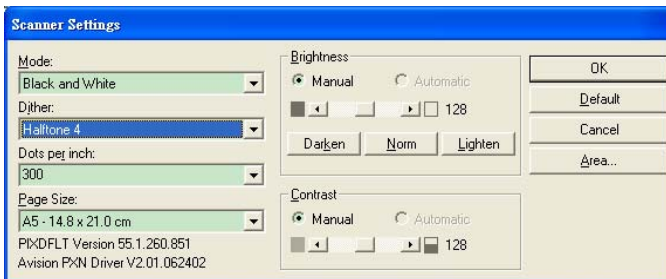 Scanner Settings
Mode:
Black and White
Dither:
Halftone 4
Dots per inch:
300
Page Size:
A5 - 14.8 x 21.0 cm
PIXDFLT Version 55.1.260.851
Avision PXN Driver V2.01.062402
Brightness
Manual
Automatic
128
Darken
Norm
Lighten
Contrast
Manual
Automatic
128
OK
Default
Cancel
Area...